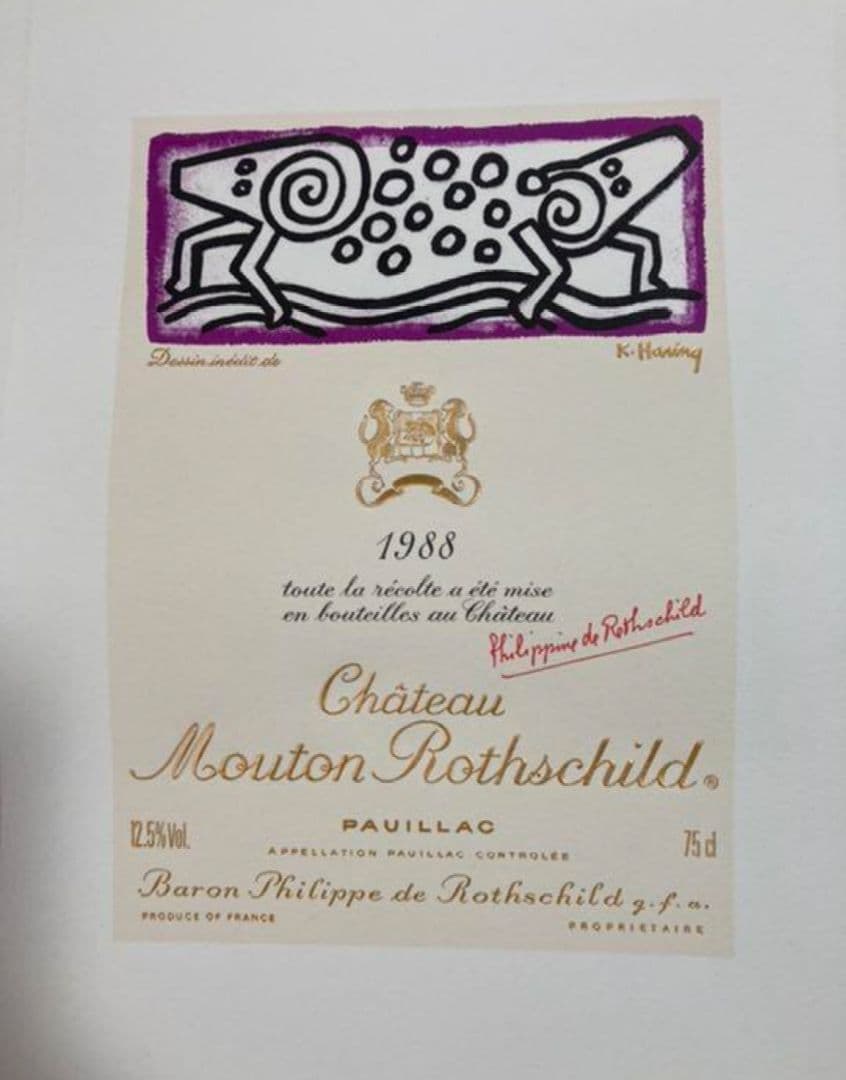 Dessin inédit de
K. Haring
1988
toute la récolte a été mise
en bouteilles au Château
Philippine de Rothschild
Château
Mouton Rothschild®
PAUILLAC
12.5% Vol.
APPELLATION PAUILLAC CONTROLÉE
75 cl
Baron Philippe de Rothschild g.f.a.
PRODUCE OF FRANCE
PROPRIETAIRE